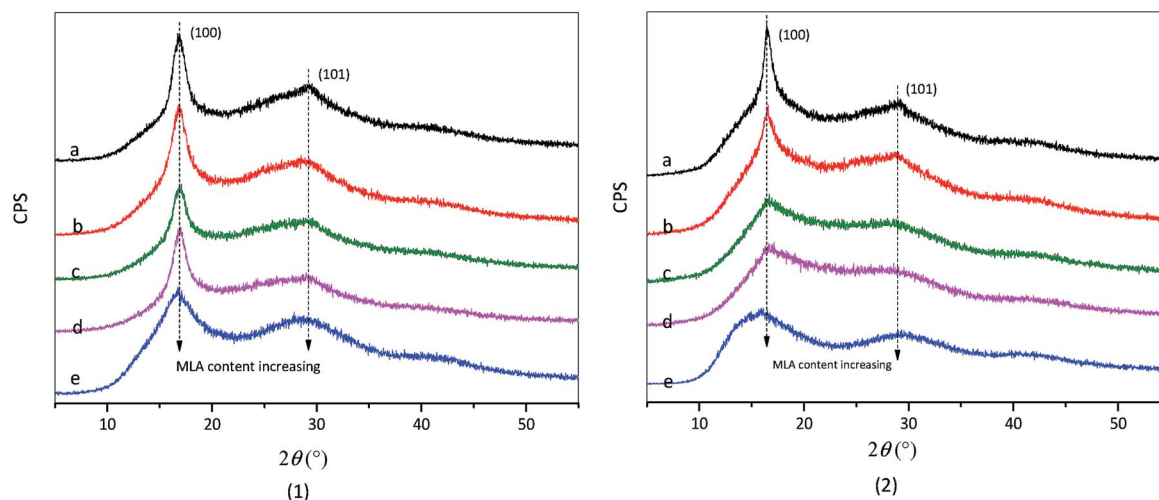 (100)
(101)
a
b
c
d
e
CPS
MLA content increasing
10 20 30 40 50
2θ(°)
(1)
(100)
(101)
a
b
c
d
e
CPS
MLA content increasing
10 20 30 40 50
2θ(°)
(2)